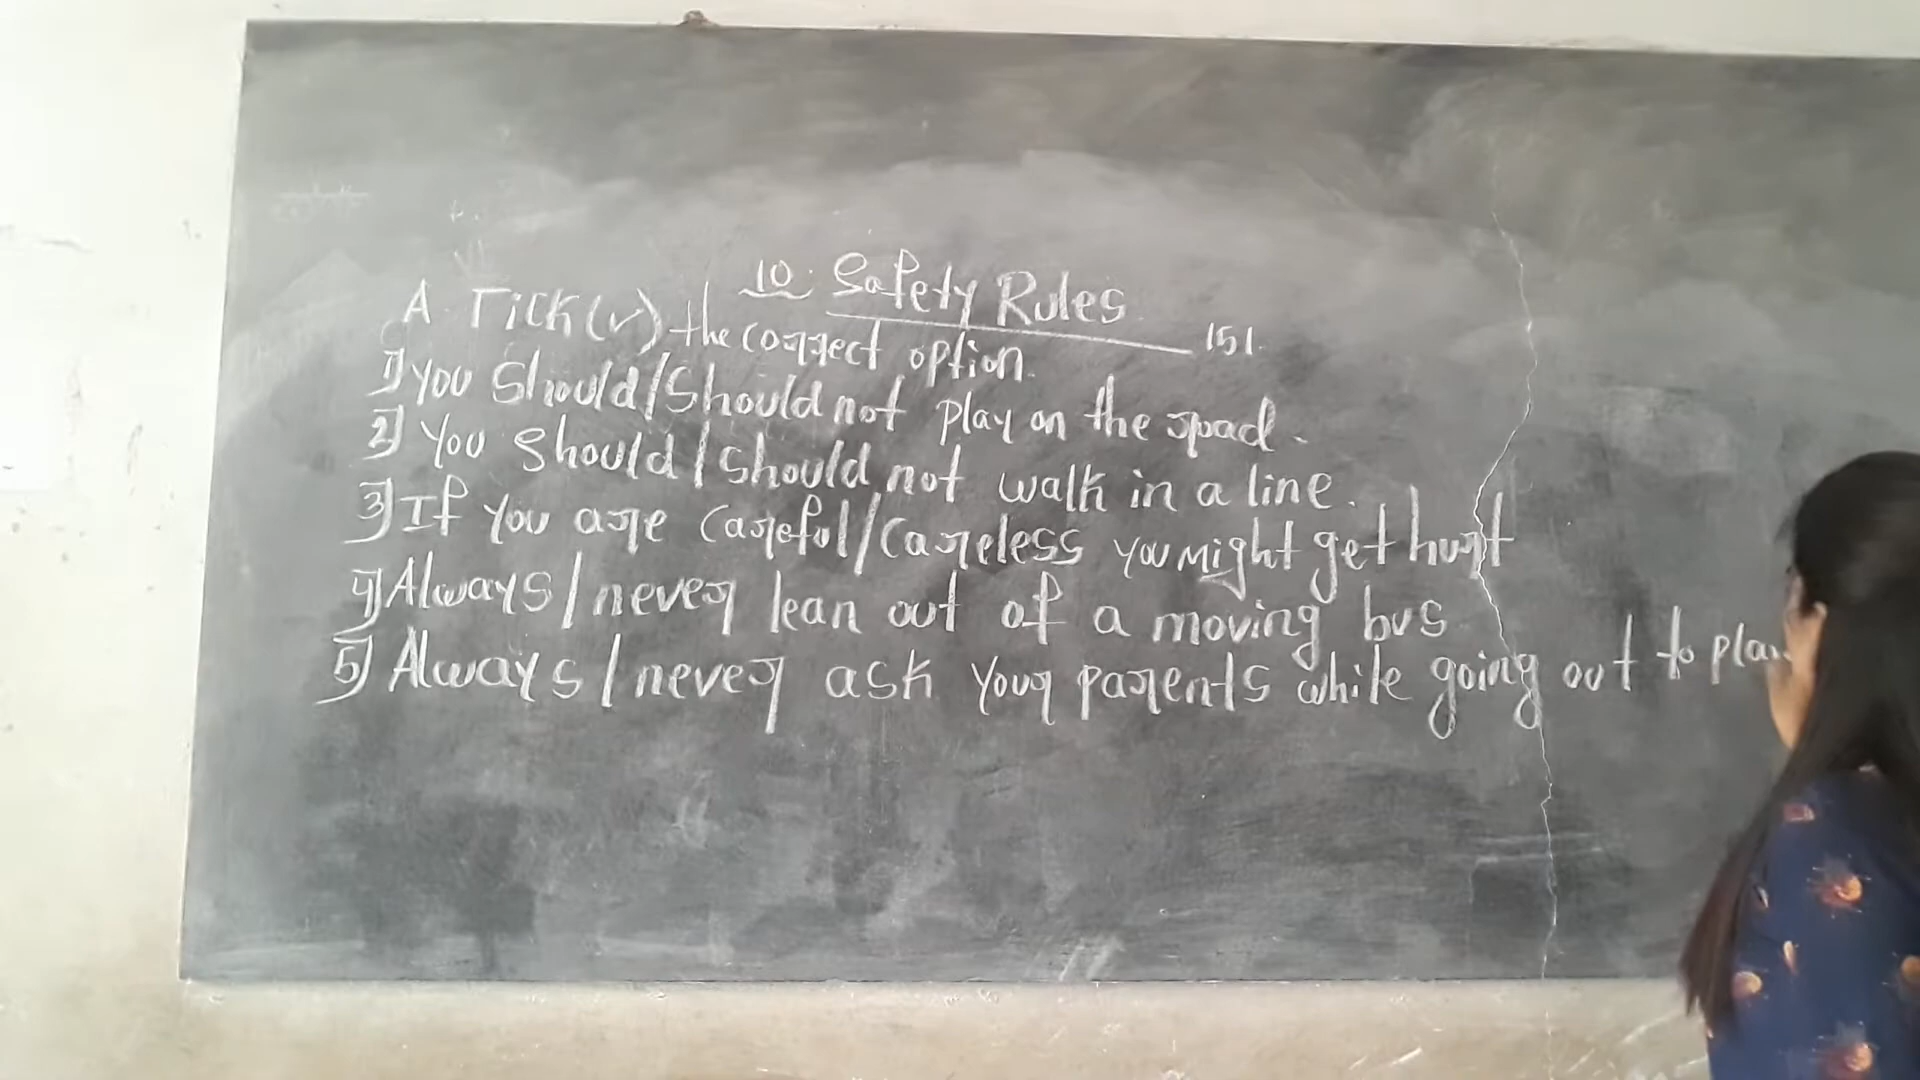 10. Safety Rules
A Tick (✓) the correct option. 151.
1) you should/should not play on the road.
2) you should/should not walk in a line.
3) If you are careful/careless you might get hurt
4) Always/never lean out of a moving bus
5) Always/never ask your parents while going out to play